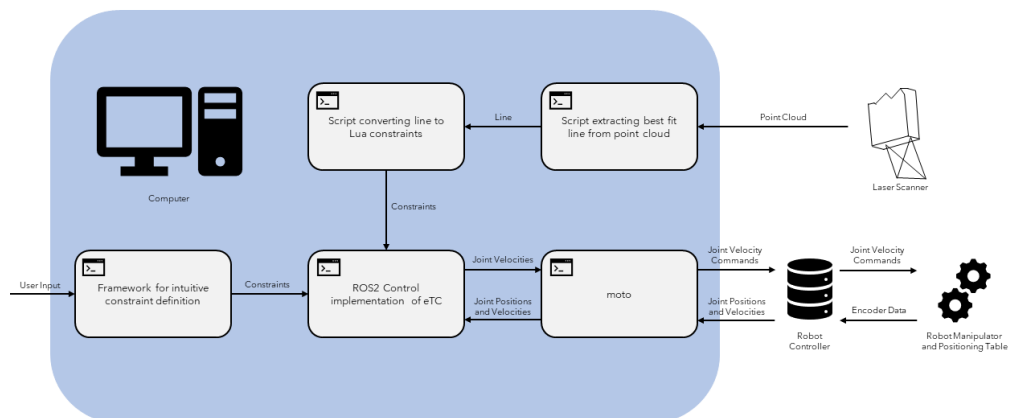 Script converting line to
Lua constraints
Line
Script extracting best fit
line from point cloud
Point Cloud
Laser Scanner
Computer
Constraints
User Input
Framework for intuitive
constraint definition
Constraints
ROS2 Control
implementation of eTC
Joint Velocities
Joint Positions
and Velocities
moto
Joint Velocity
Commands
Joint Positions
and Velocities
Robot
Controller
Joint Velocity
Commands
Encoder Data
Robot Manipulator
and Positioning Table